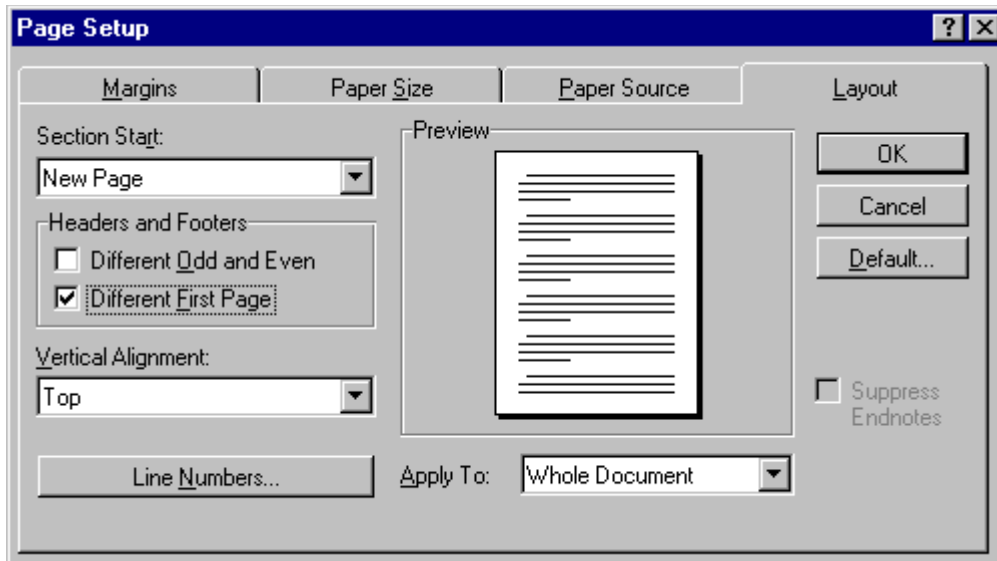 Page Setup
Margins
Paper Size
Paper Source
Layout
Section Start:
New Page
Headers and Footers
Different Odd and Even
Different First Page
Vertical Alignment:
Top
Line Numbers...
Preview
Apply To:
Whole Document
OK
Cancel
Default...
Suppress
Endnotes